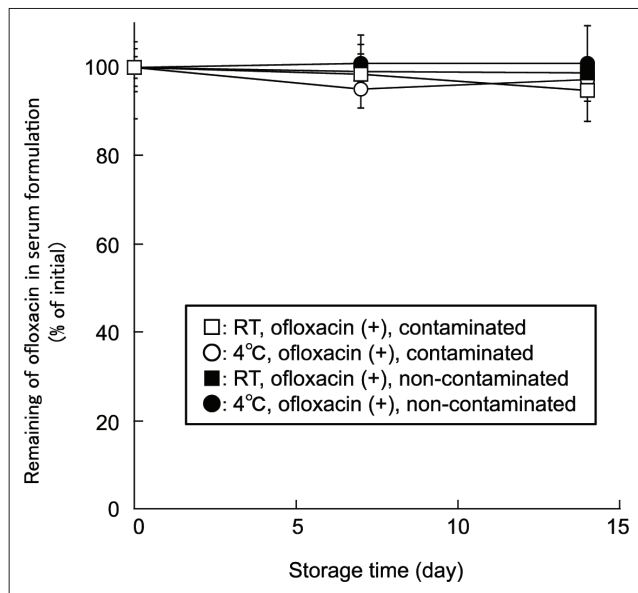 Remaining of ofloxacin in serum formulation
(% of initial)
100
80
60
40
20
0
□: RT, ofloxacin (+), contaminated
○: 4℃, ofloxacin (+), contaminated
■: RT, ofloxacin (+), non-contaminated
●: 4℃, ofloxacin (+), non-contaminated
0 5 10 15
Storage time (day)